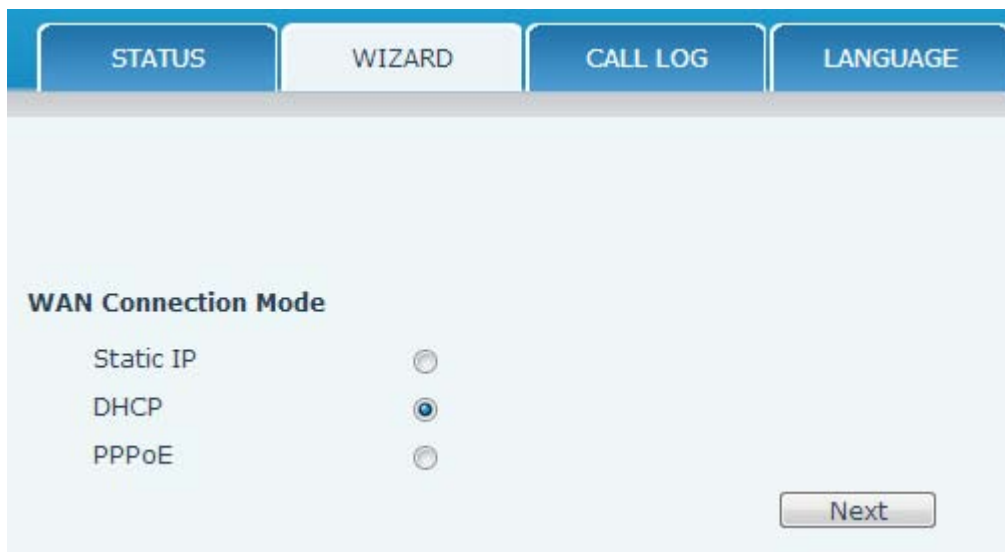 STATUS WIZARD CALL LOG LANGUAGE
WAN Connection Mode
Static IP
DHCP
PPPoE
Next